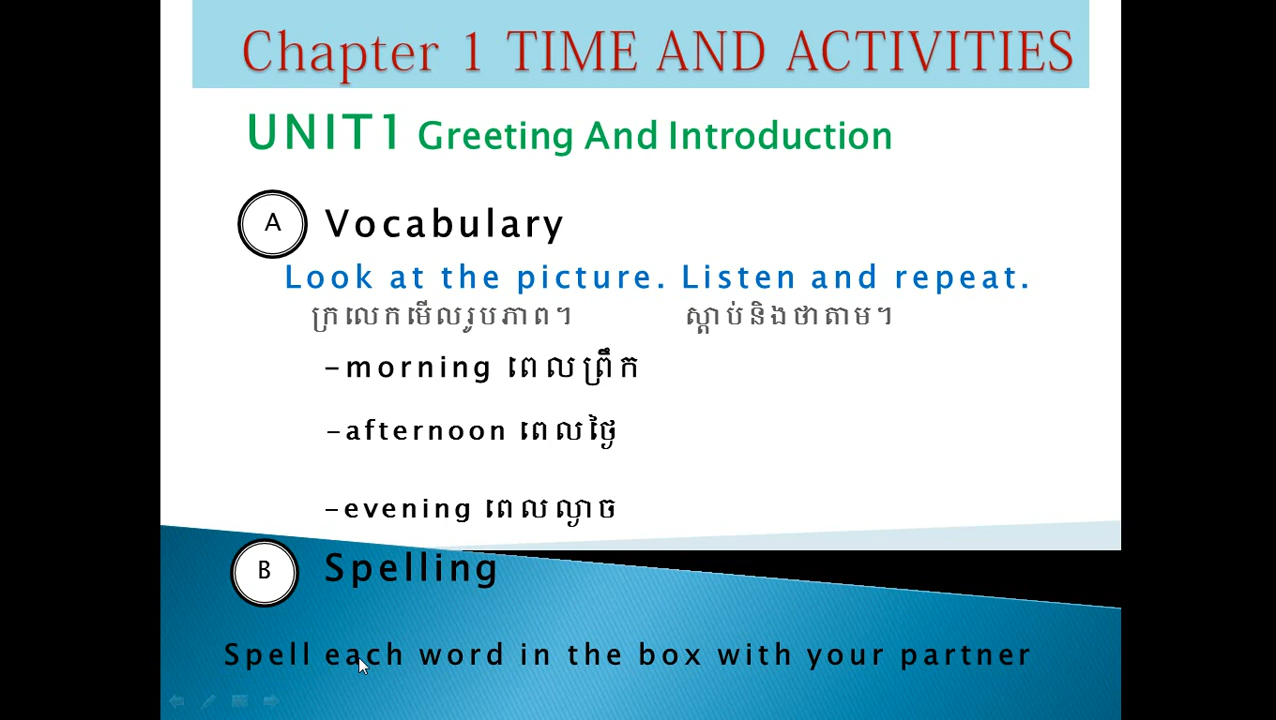 Chapter 1 TIME AND ACTIVITIES
UNIT1 Greeting And Introduction
A Vocabulary
Look at the picture. Listen and repeat.
ក្រលេកមើលរូបភាព។ ស្តាប់និងថាតាម។
-morning ពេលព្រឹក
-afternoon ពេលថ្ងៃ
-evening ពេលល្ងាច
B Spelling
Spell each word in the box with your partner